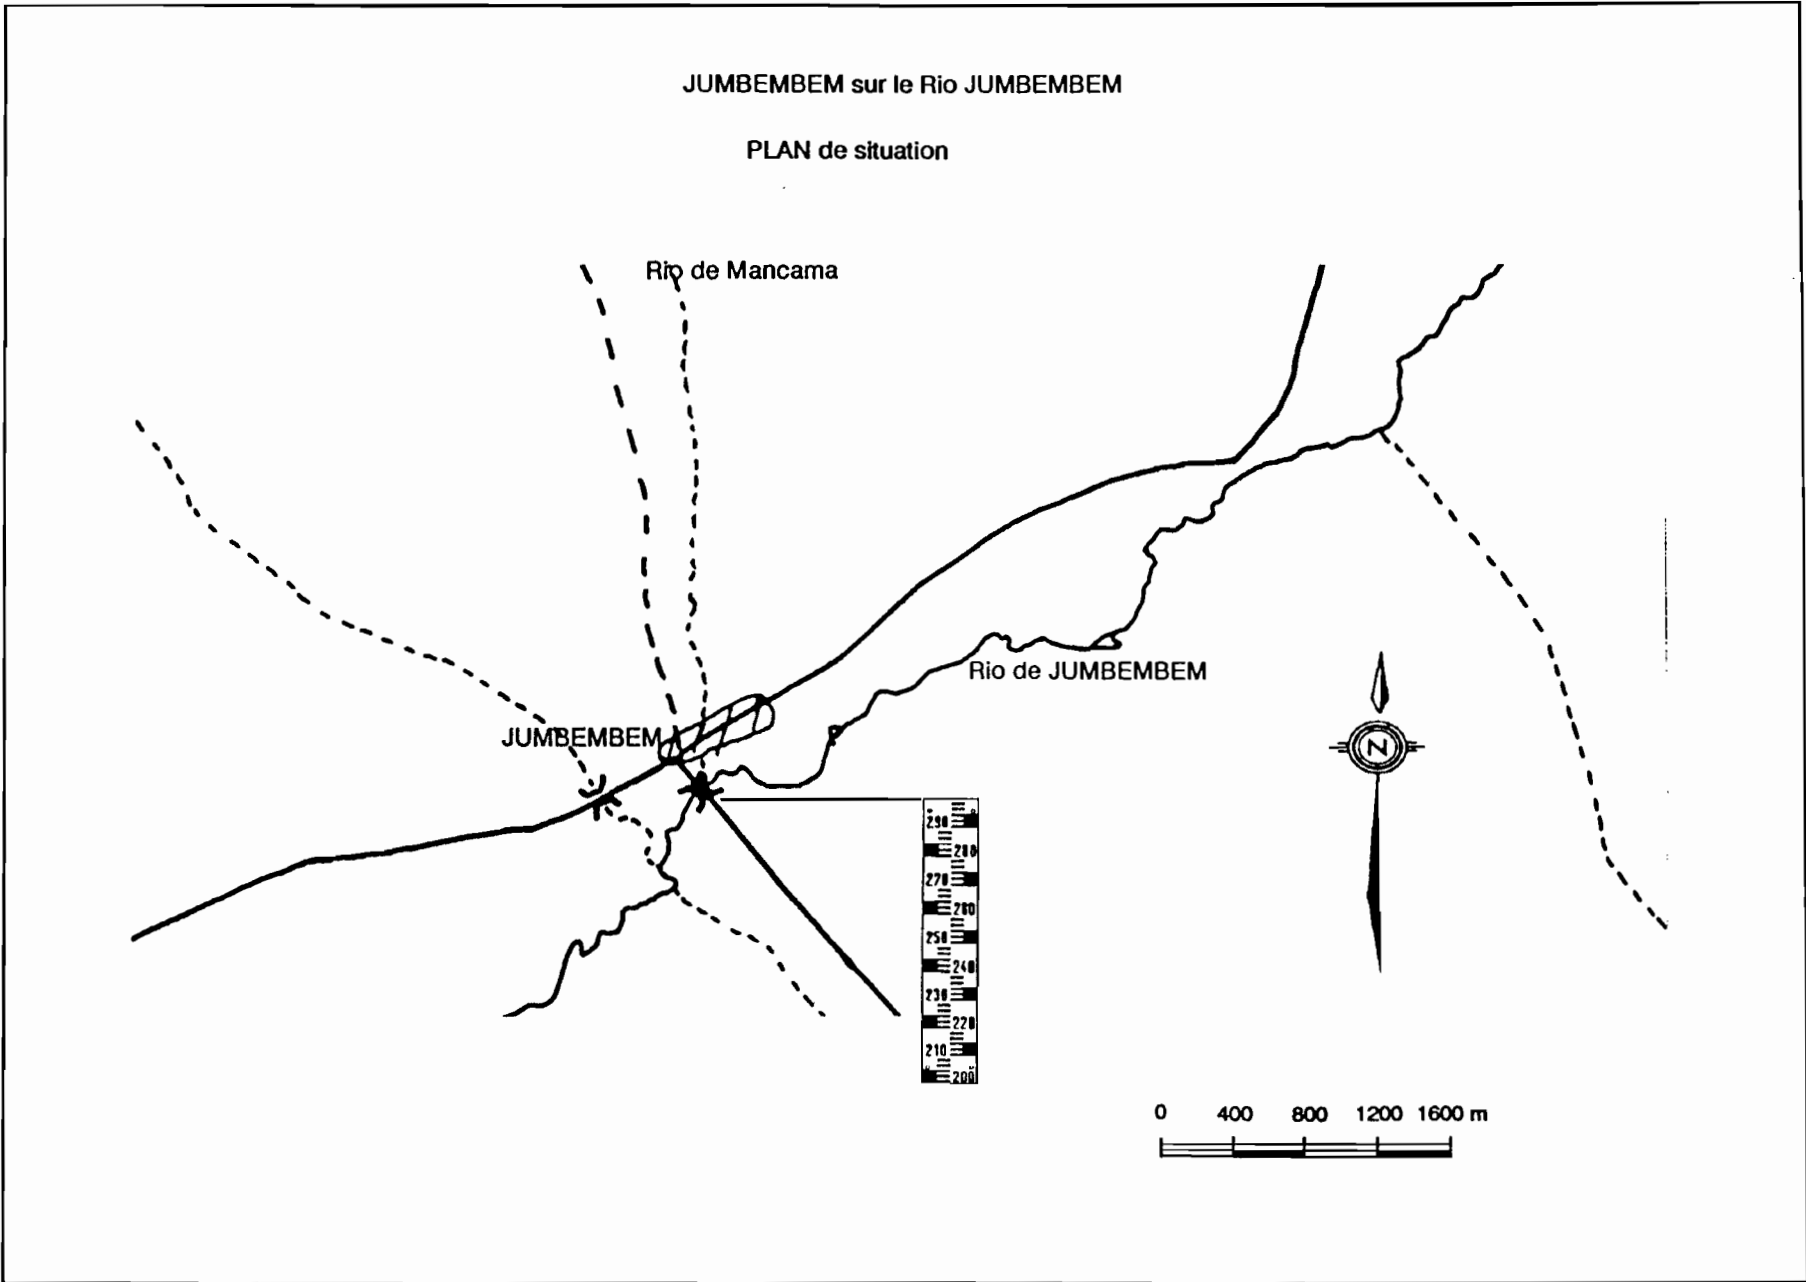 JUMBEMBEM sur le Rio JUMBEMBEM
PLAN de situation
Rio de Mancama
Rio de JUMBEMBEM
JUMBEMBEM
N
290
280
270
260
250
240
230
220
210
200
0 400 800 1200 1600 m